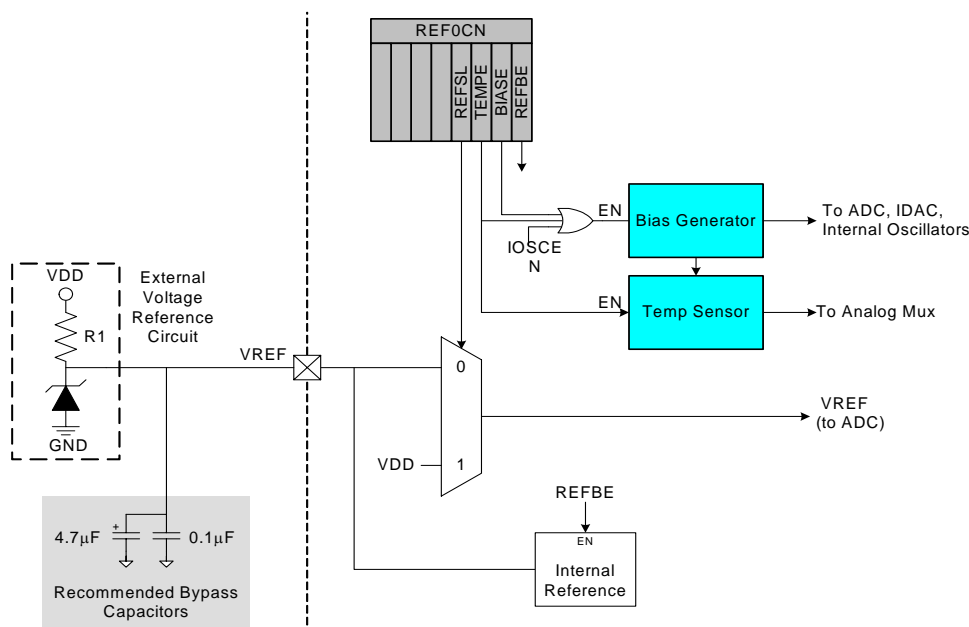 REF0CN
REFSL
TEMPE
BIASE
REFBE
EN
Bias Generator
To ADC, IDAC,
Internal Oscillators
IOSCE
N
EN
Temp Sensor
To Analog Mux
VDD
External
Voltage
Reference
Circuit
R1
GND
VREF
0
1
VDD
VREF
(to ADC)
REFBE
EN
Internal
Reference
4.7μF
+
0.1μF
Recommended Bypass
Capacitors